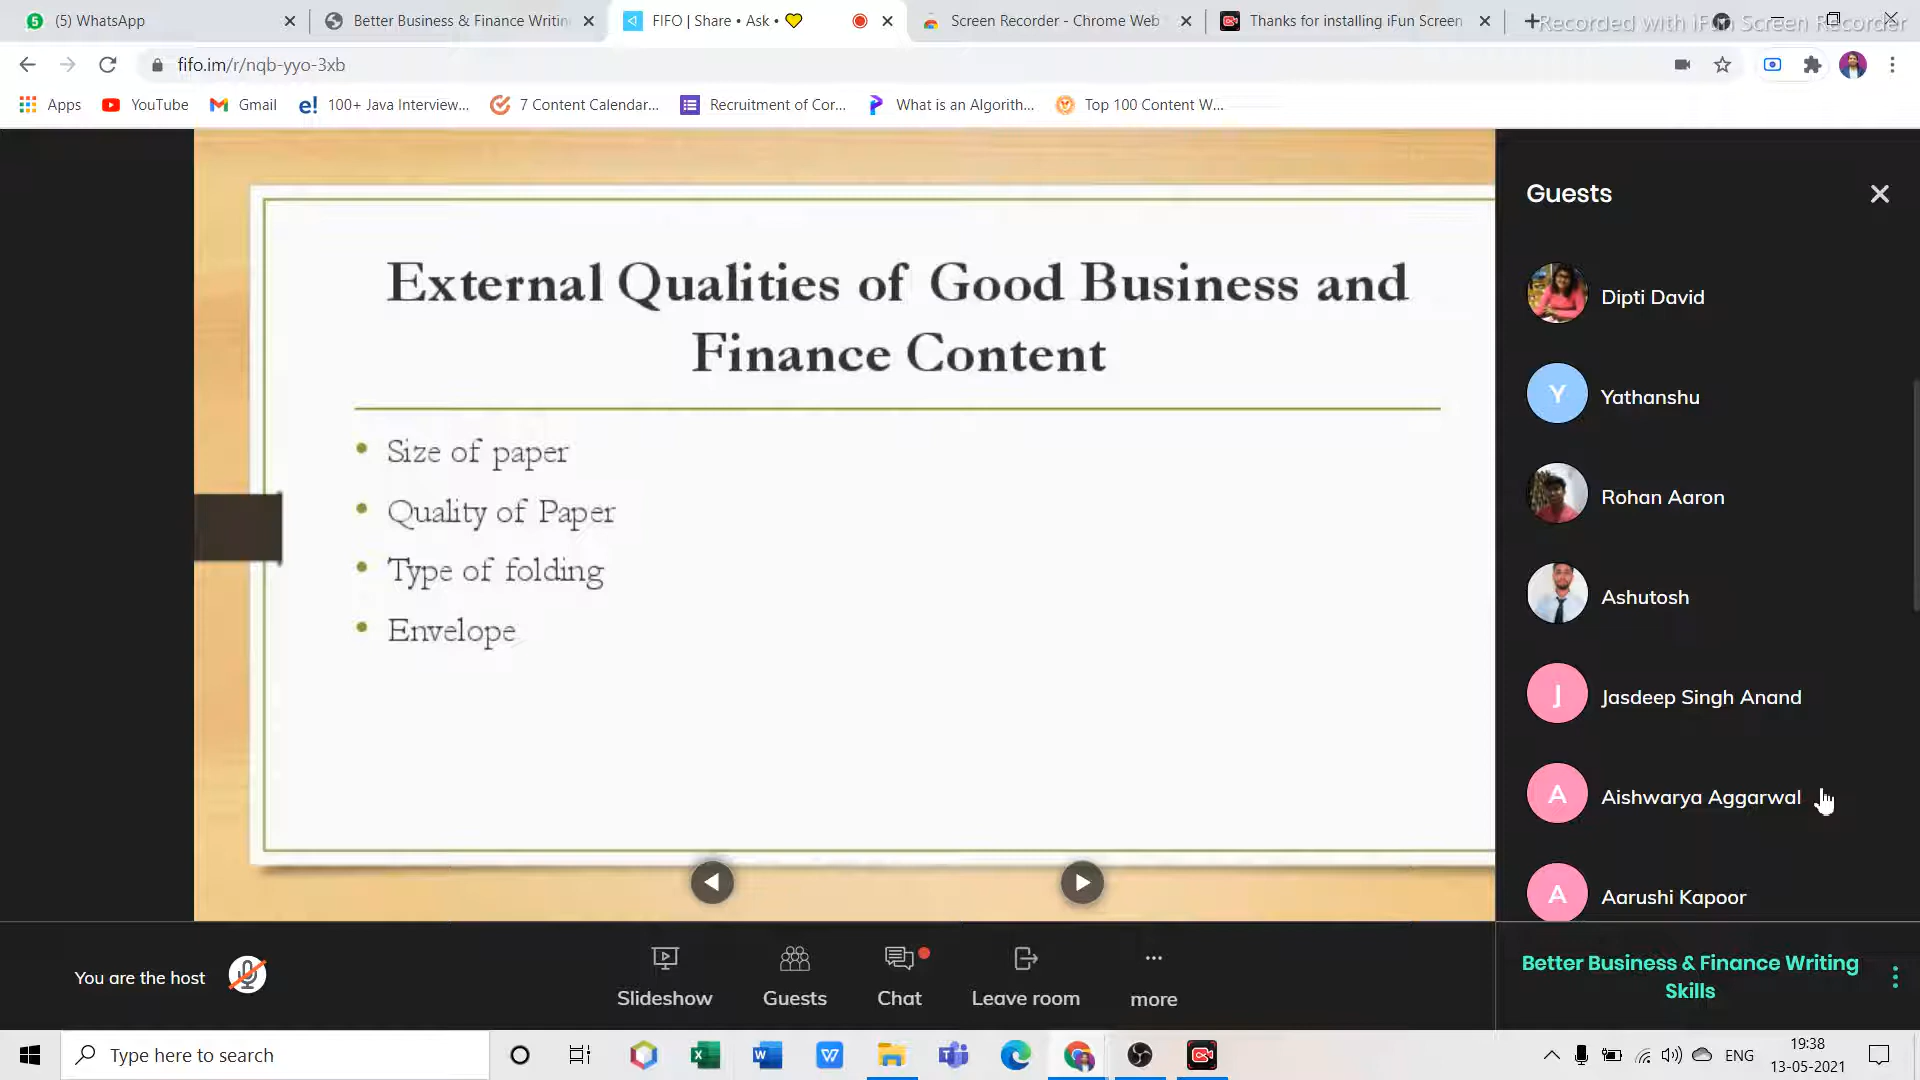 (5) WhatsApp
Better Business & Finance Writin
FIFO | Share • Ask •
Screen Recorder - Chrome Web
Thanks for installing iFun Screen
Recorded with iFun Screen Recorder
fifo.im/r/nqb-yyo-3xb
Apps
YouTube
Gmail
100+ Java Interview...
7 Content Calendar...
Recruitment of Cor...
What is an Algorith...
Top 100 Content W...
External Qualities of Good Business and
Finance Content
• Size of paper
• Quality of Paper
• Type of folding
• Envelope
Guests
Dipti David
Y
Yathanshu
Rohan Aaron
Ashutosh
J
Jasdeep Singh Anand
A
Aishwarya Aggarwal
A
Aarushi Kapoor
You are the host
Slideshow
Guests
Chat
Leave room
more
Better Business & Finance Writing
Skills
Type here to search
ENG
19:38
13-05-2021